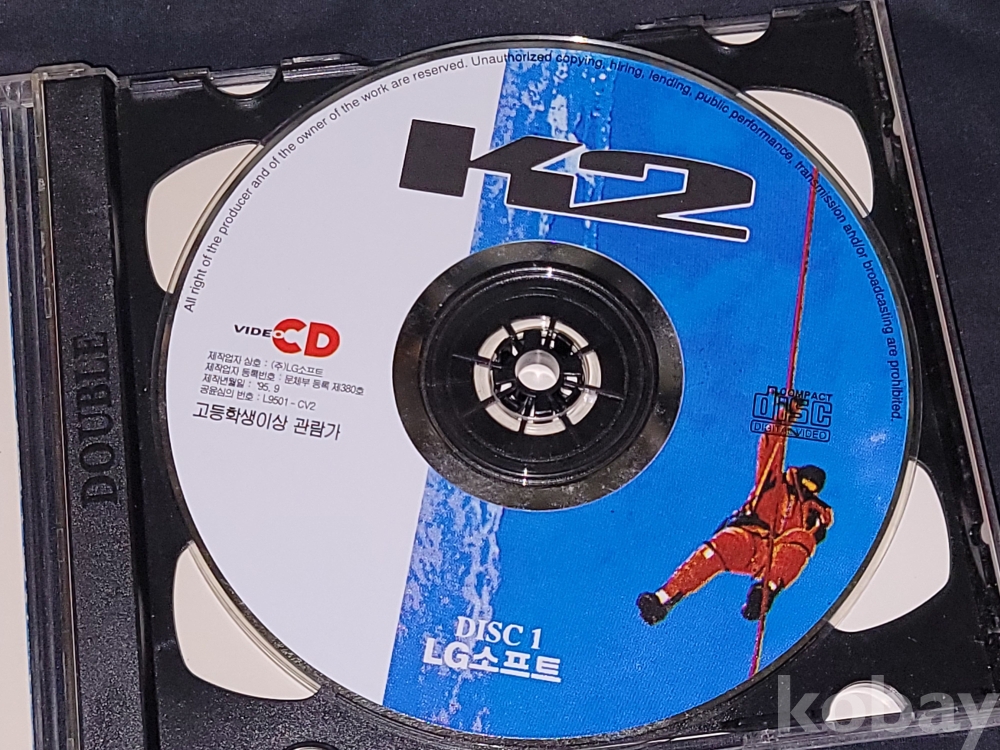 All right of the producer and of the owner of the work are reserved. Unauthorized copying, hiring, lending, public performance, transmission and/or broadcasting are prohibited.
K2
VIDEO CD
제작업자 상호 : (주)LG소프트
제작업자 등록번호 : 문체부 등록 제380호
제작년월일 : '95. 9
공윤심의 번호 : L9501-CV2
고등학생이상 관람가
COMPACT
disc
DIGITAL VIDEO
DISC 1
LG소프트
DOUBLE
kobay